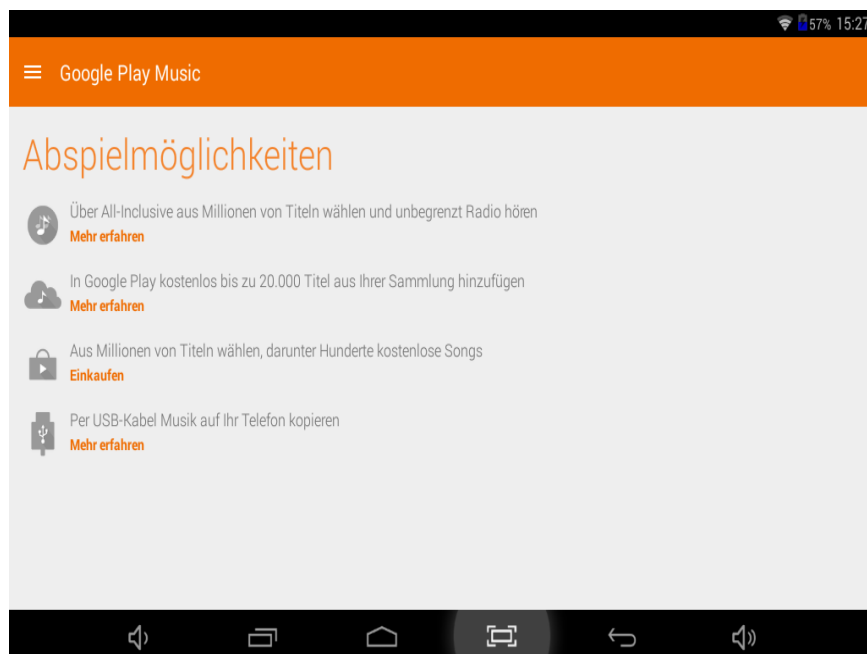 57% 15:27
Google Play Music
Abspielmöglichkeiten
Über All-Inclusive aus Millionen von Titeln wählen und unbegrenzt Radio hören
Mehr erfahren
In Google Play kostenlos bis zu 20.000 Titel aus Ihrer Sammlung hinzufügen
Mehr erfahren
Aus Millionen von Titeln wählen, darunter Hunderte kostenlose Songs
Einkaufen
Per USB-Kabel Musik auf Ihr Telefon kopieren
Mehr erfahren